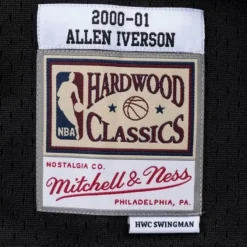 2000-01
ALLEN IVERSON
HARDWOOD
NBA
CLASSICS
NOSTALGIA CO.
Mitchell & Ness
PHILADELPHIA, PA.
HWC SWINGMAN